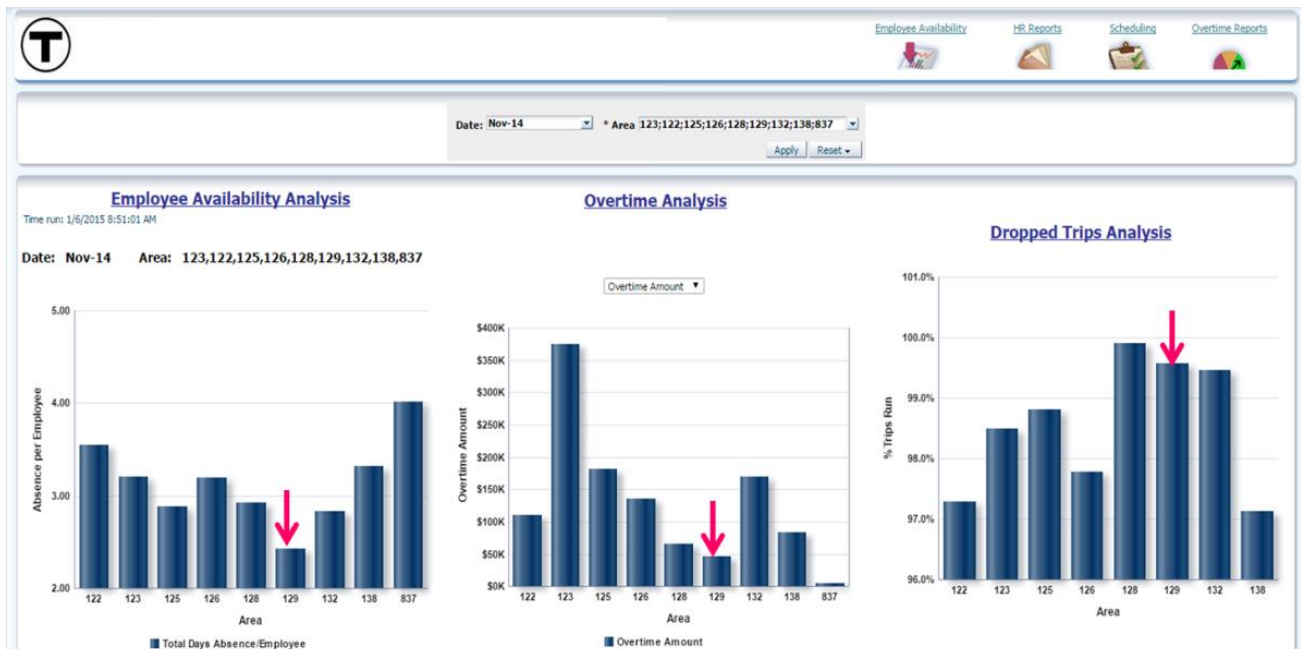 T
Employee Availability
HR Reports
Scheduling
Overtime Reports
Date: Nov-14 * Area 123;122;125;126;128;129;132;138;837
Apply Reset
Employee Availability Analysis
Time run: 1/6/2015 8:51:01 AM
Date: Nov-14 Area: 123,122,125,126,128,129,132,138,837
5.00
4.00
3.00
2.00
Absence per Employee
122 123 125 126 128 129 132 138 837
Area
Total Days Absence/Employee
Overtime Analysis
Overtime Amount
$400K
$350K
$300K
$250K
$200K
$150K
$100K
$50K
$0K
Overtime Amount
122 123 125 126 128 129 132 138 837
Area
Overtime Amount
Dropped Trips Analysis
101.0%
100.0%
99.0%
98.0%
97.0%
96.0%
% Trips Run
122 123 125 126 128 129 132 138
Area